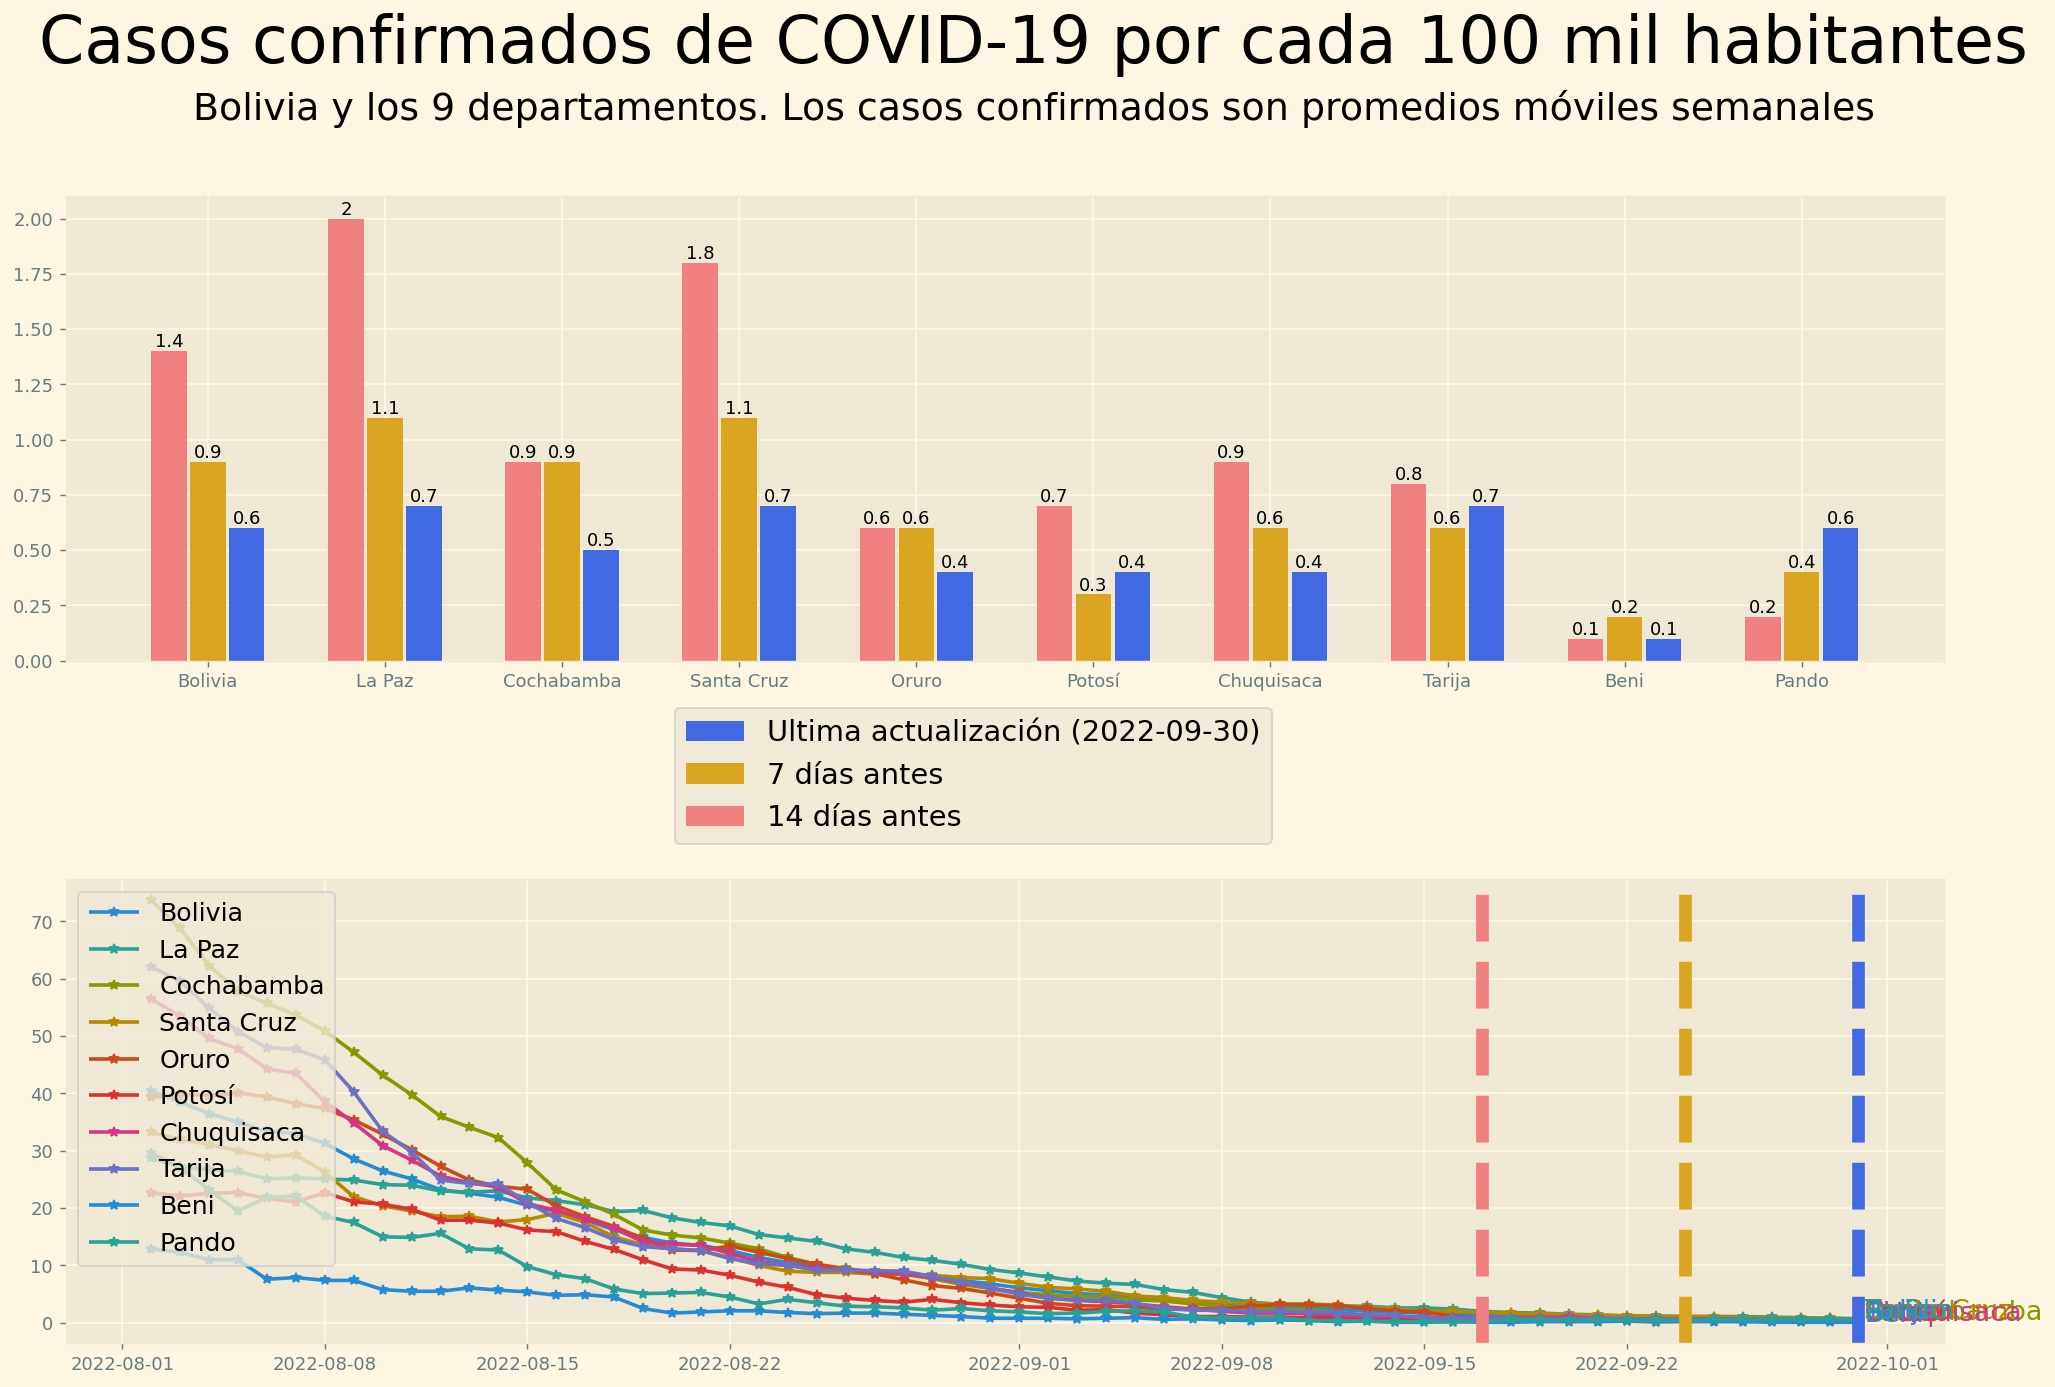 Casos confirmados de COVID-19 por cada 100 mil habitantes
Bolivia y los 9 departamentos. Los casos confirmados son promedios móviles semanales
2.00
1.75
1.50
1.25
1.00
0.75
0.50
0.25
0.00
1.4 0.9 0.6
2 1.1 0.7
0.9 0.9 0.5
1.8 1.1 0.7
0.6 0.6 0.4
0.7 0.3 0.4
0.9 0.6 0.4
0.8 0.6 0.7
0.1 0.2 0.1
0.2 0.4 0.6
Bolivia La Paz Cochabamba Santa Cruz Oruro Potosí Chuquisaca Tarija Beni Pando
Ultima actualización (2022-09-30)
7 días antes
14 días antes
70
60
50
40
30
20
10
0
Bolivia
La Paz
Cochabamba
Santa Cruz
Oruro
Potosí
Chuquisaca
Tarija
Beni
Pando
2022-08-01 2022-08-08 2022-08-15 2022-08-22 2022-09-01 2022-09-08 2022-09-15 2022-09-22 2022-10-01